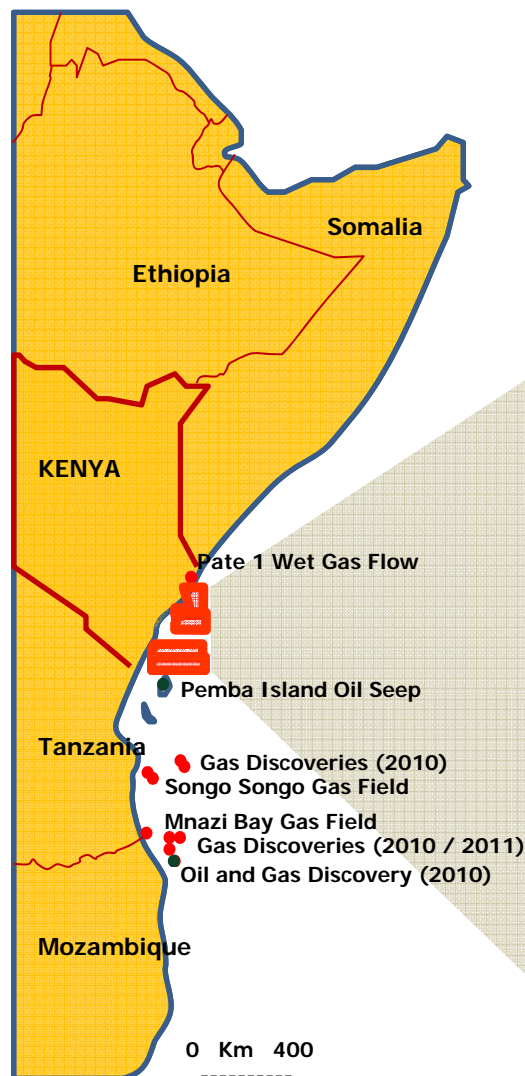 Somalia
Ethiopia
KENYA
Pate 1 Wet Gas Flow
Pemba Island Oil Seep
Tanzania
Gas Discoveries (2010)
Songo Songo Gas Field
Mnazi Bay Gas Field
Gas Discoveries (2010 / 2011)
Oil and Gas Discovery (2010)
Mozambique
0 Km 400